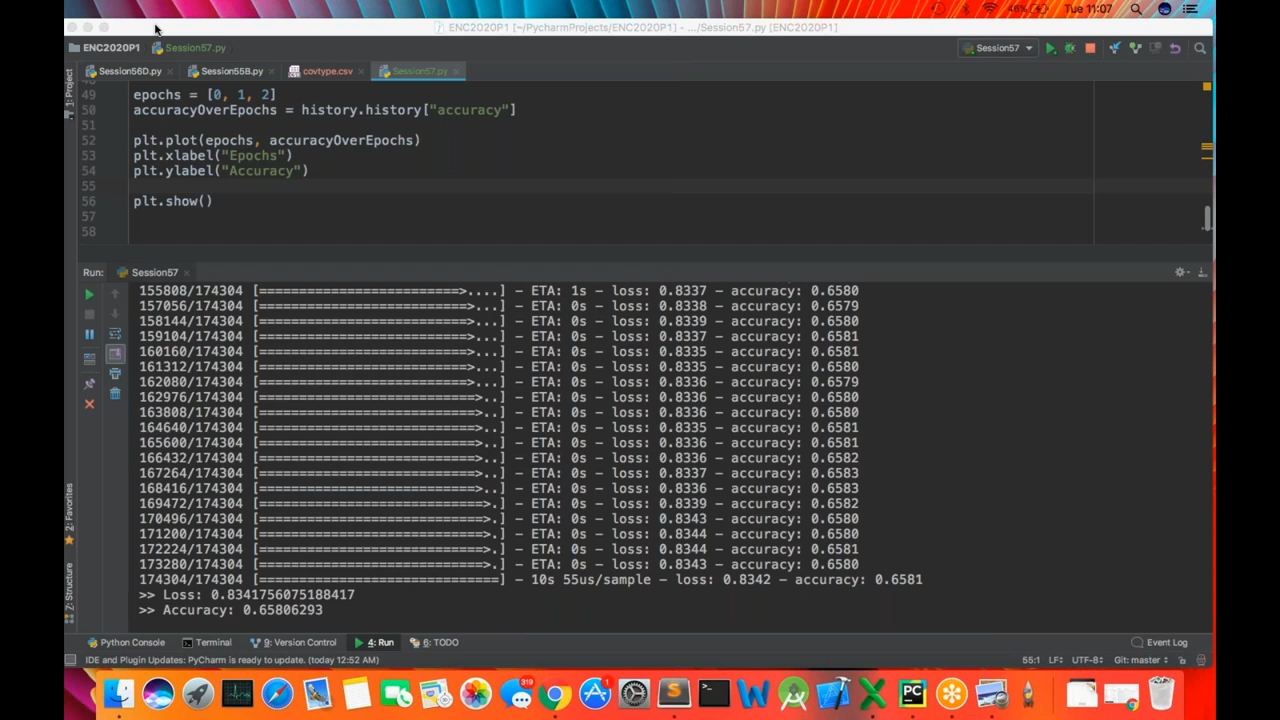 46% Tue 11:07
ENC2020P1 [~/PycharmProjects/ENC2020P1] - .../Session57.py [ENC2020P1]
ENC2020P1 Session57.py Session57
Session56D.py Session55B.py covtype.csv Session57.py
1: Project
49 epochs = [0, 1, 2]
50 accuracyOverEpochs = history.history["accuracy"]
51
52 plt.plot(epochs, accuracyOverEpochs)
53 plt.xlabel("Epochs")
54 plt.ylabel("Accuracy")
55
56 plt.show()
57
58
Run: Session57
155808/174304 [==========================>....] - ETA: 1s - loss: 0.8337 - accuracy: 0.6580
157056/174304 [==========================>...] - ETA: 0s - loss: 0.8338 - accuracy: 0.6579
158144/174304 [==========================>...] - ETA: 0s - loss: 0.8339 - accuracy: 0.6580
159104/174304 [==========================>...] - ETA: 0s - loss: 0.8337 - accuracy: 0.6581
160160/174304 [==========================>...] - ETA: 0s - loss: 0.8335 - accuracy: 0.6581
161312/174304 [==========================>...] - ETA: 0s - loss: 0.8335 - accuracy: 0.6580
162080/174304 [==========================>...] - ETA: 0s - loss: 0.8336 - accuracy: 0.6579
162976/174304 [===========================>..] - ETA: 0s - loss: 0.8336 - accuracy: 0.6580
163808/174304 [===========================>..] - ETA: 0s - loss: 0.8336 - accuracy: 0.6580
164640/174304 [===========================>..] - ETA: 0s - loss: 0.8335 - accuracy: 0.6581
165600/174304 [===========================>..] - ETA: 0s - loss: 0.8336 - accuracy: 0.6581
166432/174304 [===========================>..] - ETA: 0s - loss: 0.8336 - accuracy: 0.6582
167264/174304 [===========================>..] - ETA: 0s - loss: 0.8337 - accuracy: 0.6583
168416/174304 [===========================>..] - ETA: 0s - loss: 0.8336 - accuracy: 0.6583
169472/174304 [============================>.] - ETA: 0s - loss: 0.8339 - accuracy: 0.6582
170496/174304 [============================>.] - ETA: 0s - loss: 0.8343 - accuracy: 0.6580
171200/174304 [============================>.] - ETA: 0s - loss: 0.8344 - accuracy: 0.6580
172224/174304 [============================>.] - ETA: 0s - loss: 0.8344 - accuracy: 0.6581
173280/174304 [============================>.] - ETA: 0s - loss: 0.8343 - accuracy: 0.6580
174304/174304 [==============================] - 10s 55us/sample - loss: 0.8342 - accuracy: 0.6581
>> Loss: 0.8341756075188417
>> Accuracy: 0.65806293
2: Favorites
7: Structure
Python Console Terminal 9: Version Control 4: Run 6: TODO Event Log
IDE and Plugin Updates: PyCharm is ready to update. (today 12:52 AM) 55:1 LF÷ UTF-8÷ Git: master÷
319
1
PC